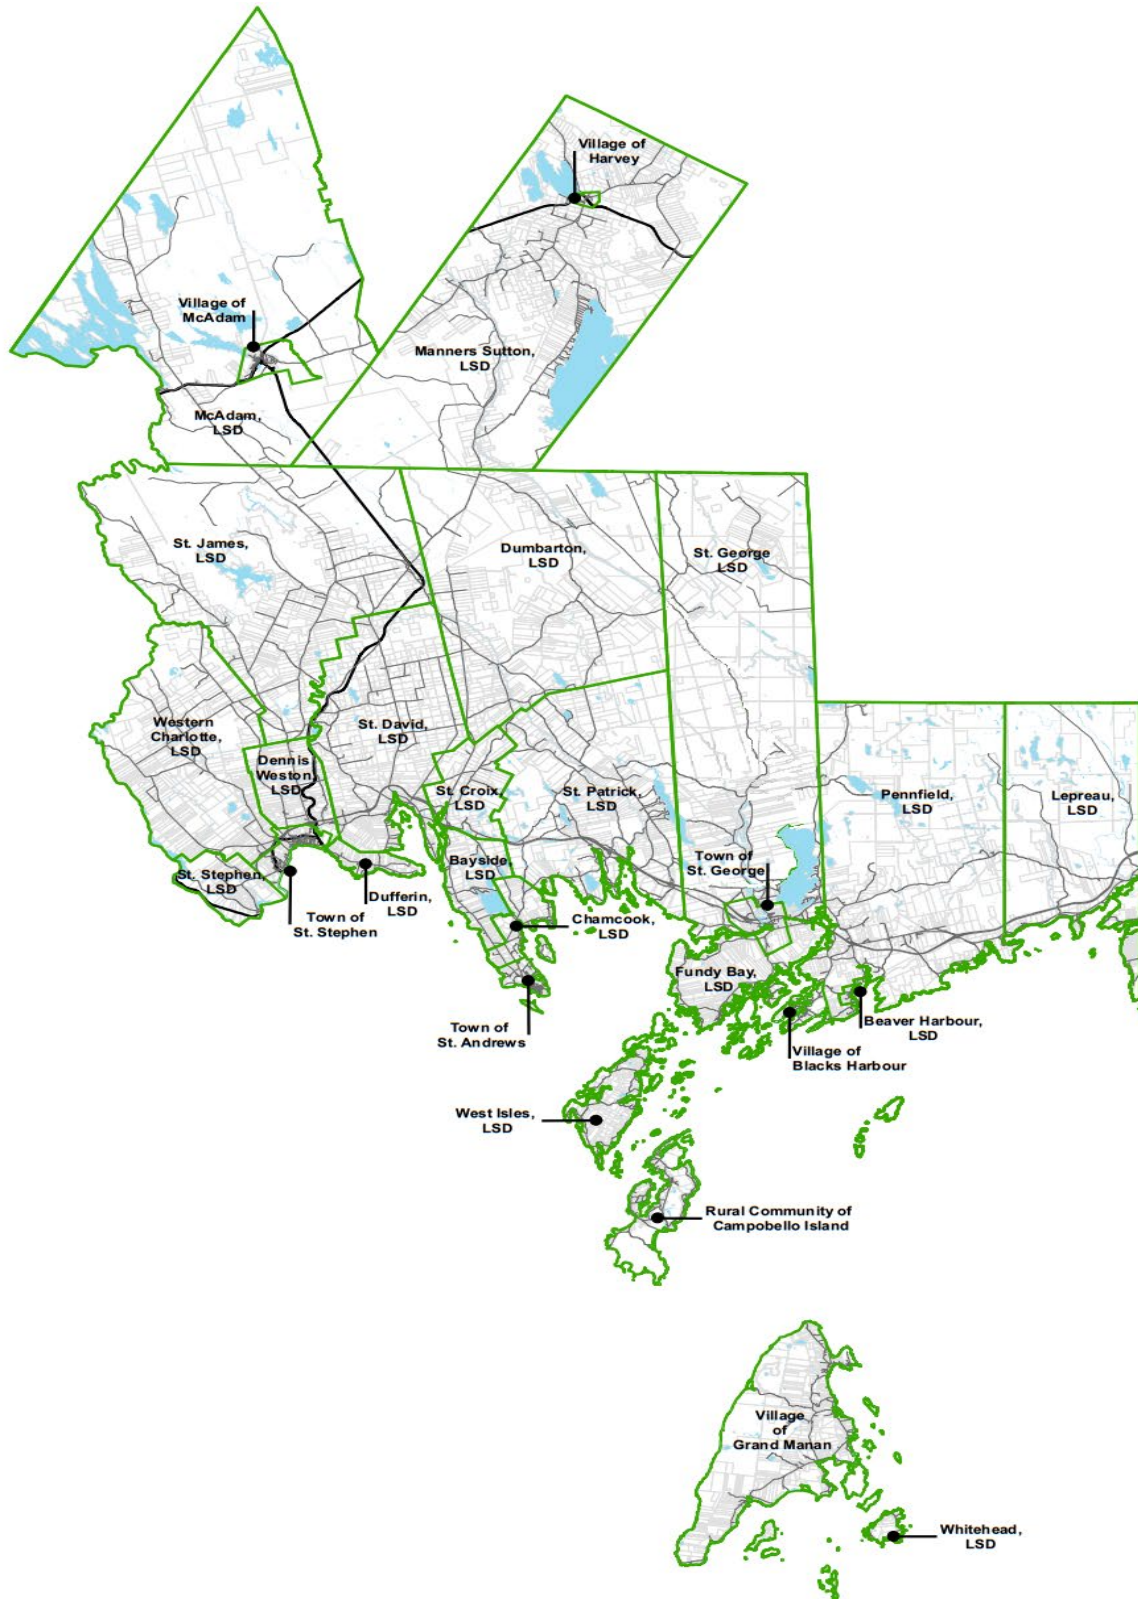 Village of
Harvey
Village of
McAdam
Manners Sutton,
LSD
McAdam,
LSD
St. James,
LSD
Dumbarton,
LSD
St. George
LSD
Western
Charlotte,
LSD
St. David,
LSD
Dennis
Weston,
LSD
St. Croix,
LSD
St. Patrick,
LSD
Pennfield,
LSD
Lepreau,
LSD
Bayside,
LSD
Town of
St. George
St. Stephen,
LSD
Dufferin,
LSD
Town of
St. Stephen
Chamcook,
LSD
Fundy Bay,
LSD
Town of
St. Andrews
Beaver Harbour,
LSD
Village of
Blacks Harbour
West Isles,
LSD
Rural Community of
Campobello Island
Village
of
Grand Manan
Whitehead,
LSD